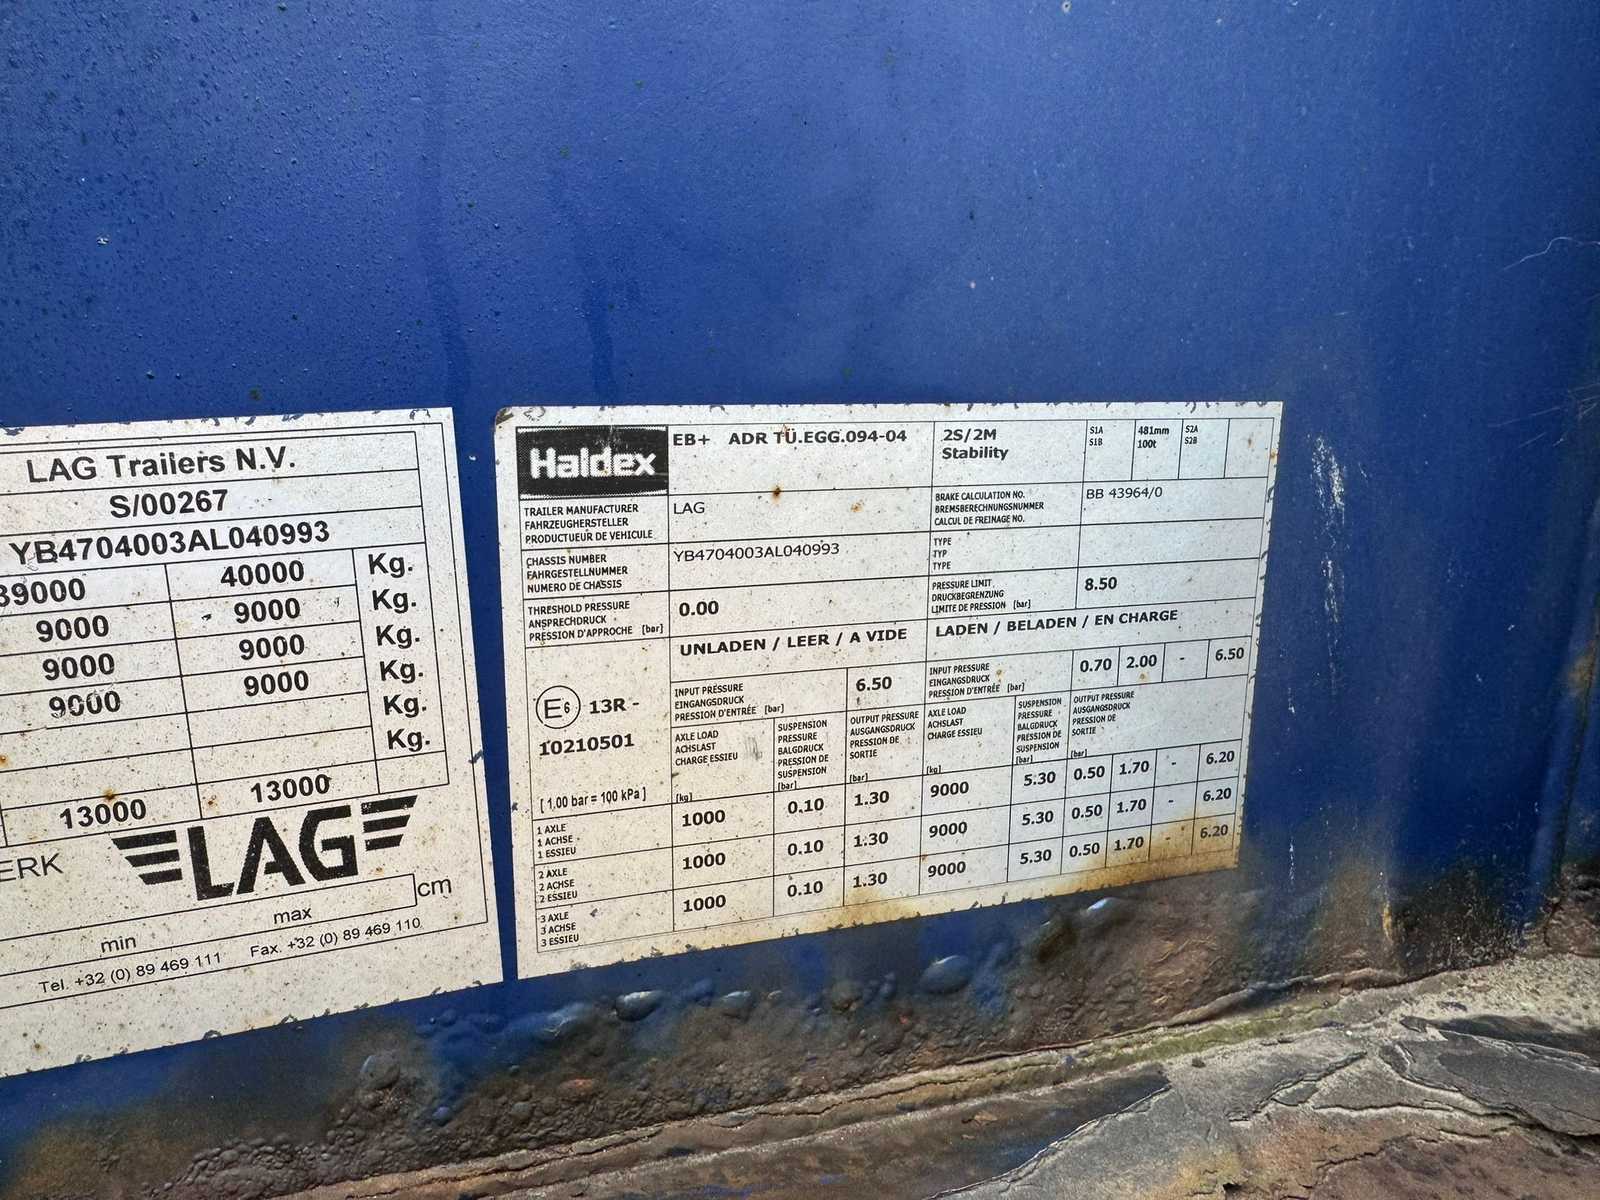 LAG Trailers N.V.
S/00267
YB4704003AL040993
39000 40000 Kg.
9000 9000 Kg.
9000 9000 Kg.
9000 9000 Kg.
Kg.
Kg.
13000 13000
ERK LAG
cm
min max
Tel. +32 (0) 89 469 111 Fax. +32 (0) 89 469 110
Haldex
EB+ ADR TÜ.EGG.094-04
2S/2M
Stability
S1A
S1B
481mm
100t
S2A
S2B
TRAILER MANUFACTURER
FAHRZEUGHERSTELLER
PRODUCTUEUR DE VEHICULE
LAG
BRAKE CALCULATION NO.
BREMSBERECHNUNGSNUMMER
CALCUL DE FREINAGE NO.
BB 43964/0
CHASSIS NUMBER
FAHRGESTELLNUMMER
NUMERO DE CHASSIS
YB4704003AL040993
TYPE
TYP
TYPE
THRESHOLD PRESSURE
ANSPRECHDRUCK
PRESSION D'APPROCHE [bar]
0.00
PRESSURE LIMIT
DRUCKBEGRENZUNG
LIMITE DE PRESSION [bar]
8.50
UNLADEN / LEER / A VIDE
LADEN / BELADEN / EN CHARGE
E6 13R -
10210501
[ 1,00 bar = 100 kPa ]
INPUT PRESSURE
EINGANGSDRUCK
PRESSION D'ENTRÉE [bar]
6.50
INPUT PRESSURE
EINGANGSDRUCK
PRESSION D'ENTRÉE [bar]
0.70 2.00 - 6.50
AXLE LOAD
ACHSLAST
CHARGE ESSIEU
[kg]
SUSPENSION
PRESSURE
BALGDRUCK
PRESSION DE
SUSPENSION
[bar]
OUTPUT PRESSURE
AUSGANGSDRUCK
PRESSION DE
SORTIE
[bar]
AXLE LOAD
ACHSLAST
CHARGE ESSIEU
[kg]
SUSPENSION
PRESSURE
BALGDRUCK
PRESSION DE
SUSPENSION
[bar]
OUTPUT PRESSURE
AUSGANGSDRUCK
PRESSION DE
SORTIE
[bar]
1 AXLE
1 ACHSE
1 ESSIEU
1000 0.10 1.30 9000 5.30 0.50 1.70 - 6.20
2 AXLE
2 ACHSE
2 ESSIEU
1000 0.10 1.30 9000 5.30 0.50 1.70 - 6.20
3 AXLE
3 ACHSE
3 ESSIEU
1000 0.10 1.30 9000 5.30 0.50 1.70 - 6.20